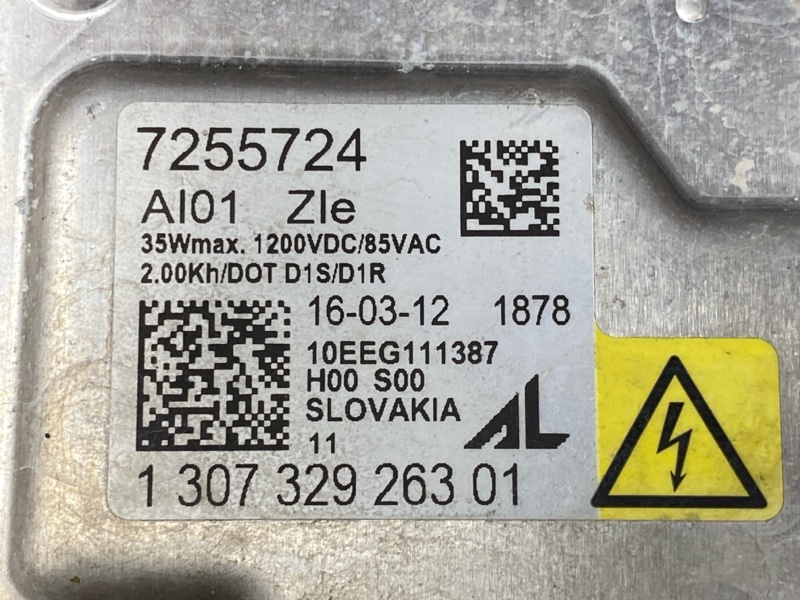 7255724
AI01 ZIe
35Wmax. 1200VDC/85VAC
2.00Kh/DOT D1S/D1R
16-03-12 1878
10EEG111387
H00 S00
SLOVAKIA
AL
11
1 307 329 263 01